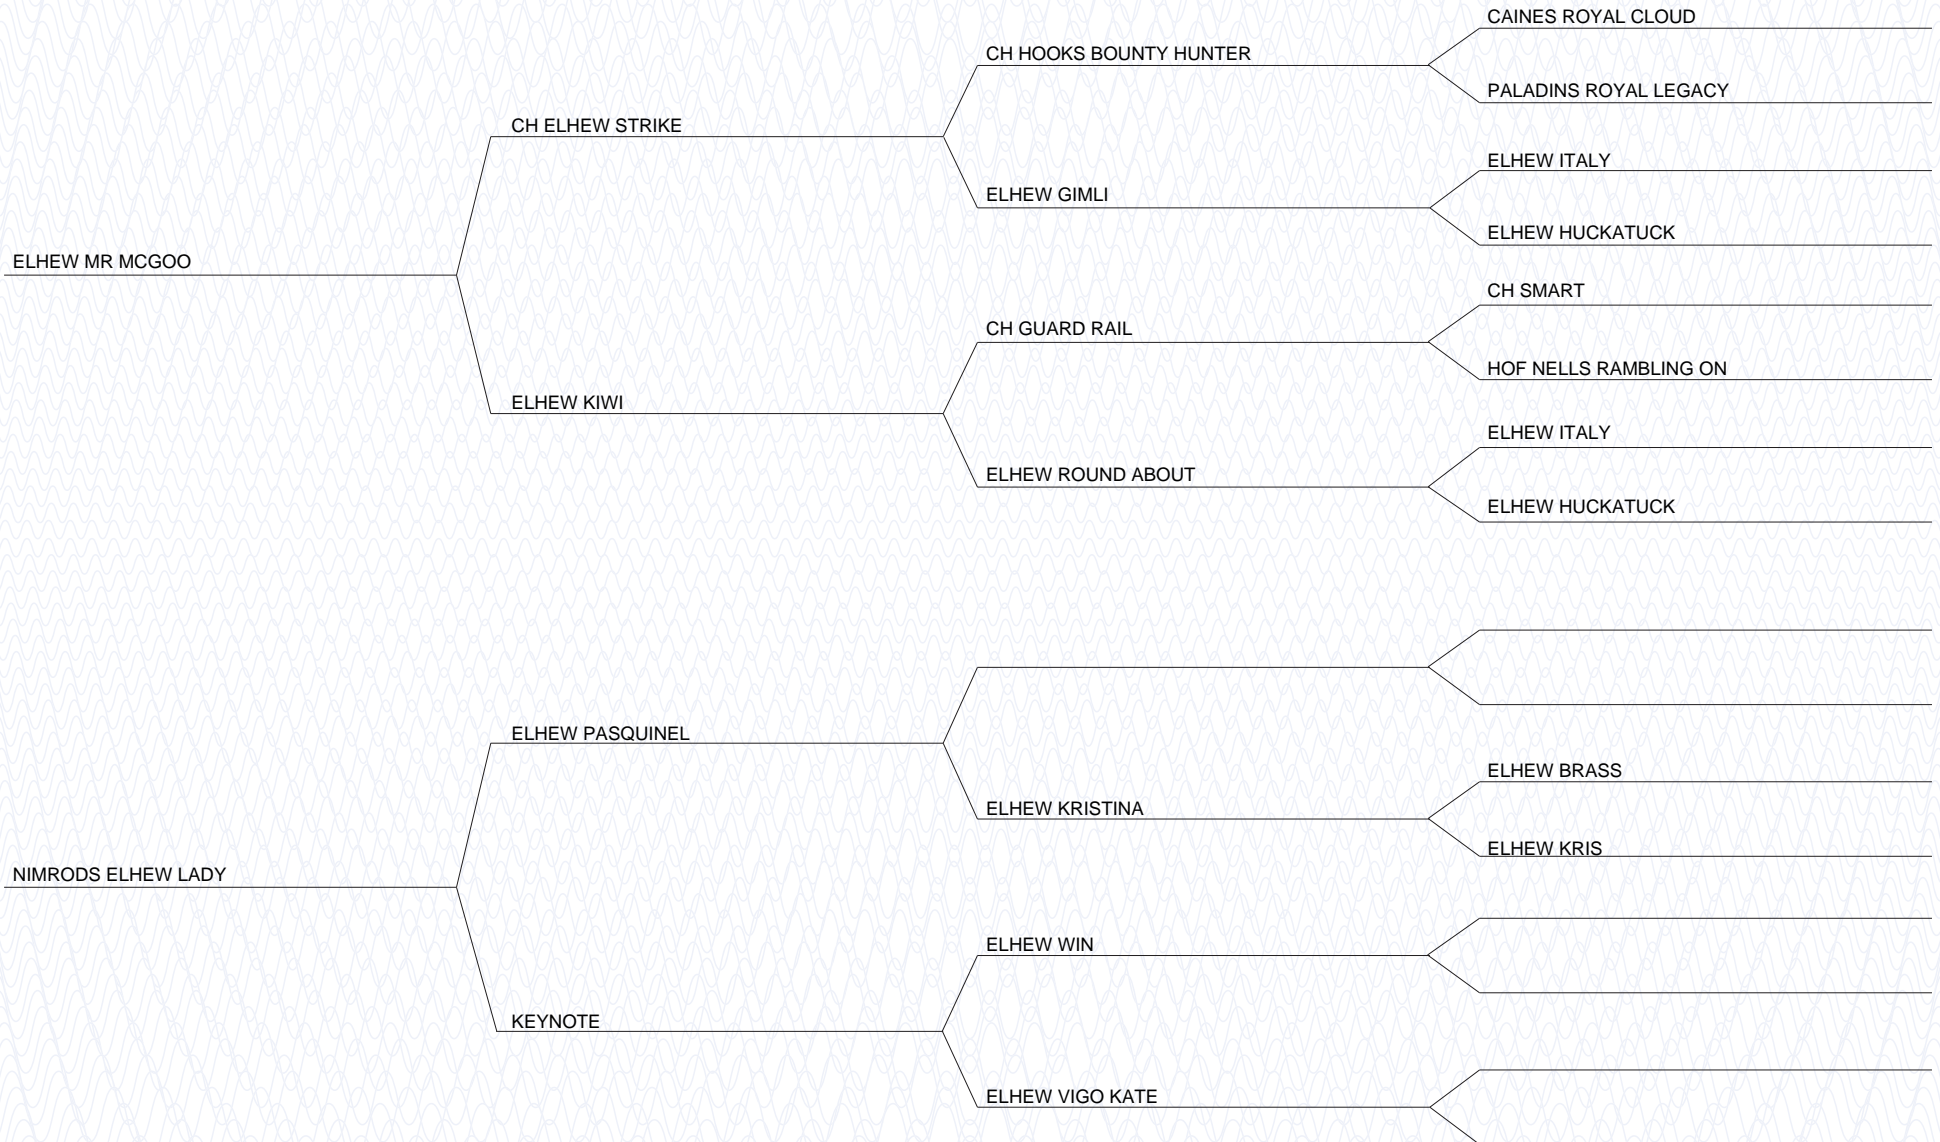 CAINES ROYAL CLOUD
CH HOOKS BOUNTY HUNTER
PALADINS ROYAL LEGACY
CH ELHEW STRIKE
ELHEW ITALY
ELHEW GIMLI
ELHEW HUCKATUCK
ELHEW MR MCGOO
CH SMART
CH GUARD RAIL
HOF NELLS RAMBLING ON
ELHEW KIWI
ELHEW ITALY
ELHEW ROUND ABOUT
ELHEW HUCKATUCK
ELHEW PASQUINEL
ELHEW BRASS
ELHEW KRISTINA
ELHEW KRIS
NIMRODS ELHEW LADY
ELHEW WIN
KEYNOTE
ELHEW VIGO KATE